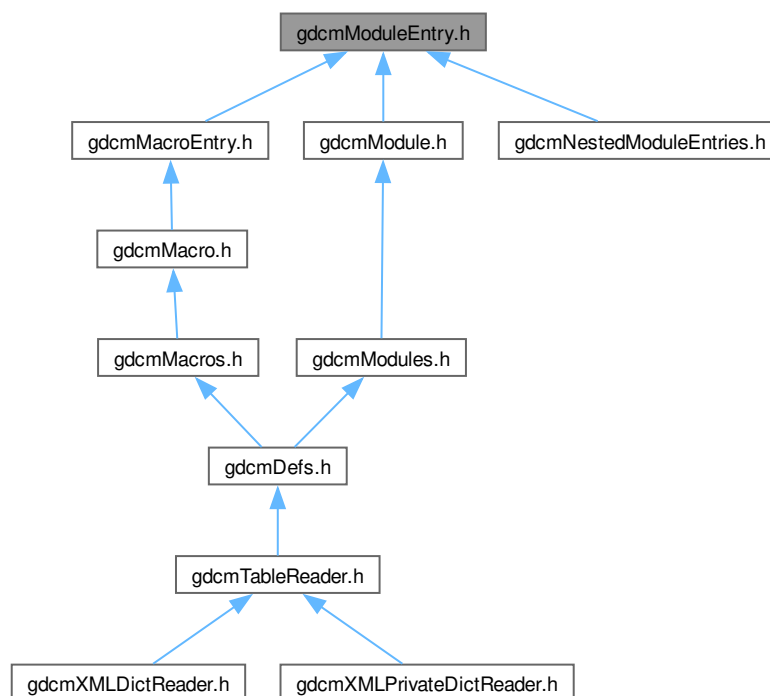 gdcmModuleEntry.h
gdcmMacroEntry.h
gdcmModule.h
gdcmNestedModuleEntries.h
gdcmMacro.h
gdcmMacros.h
gdcmModules.h
gdcmDefs.h
gdcmTableReader.h
gdcmXMLDictReader.h
gdcmXMLPrivateDictReader.h